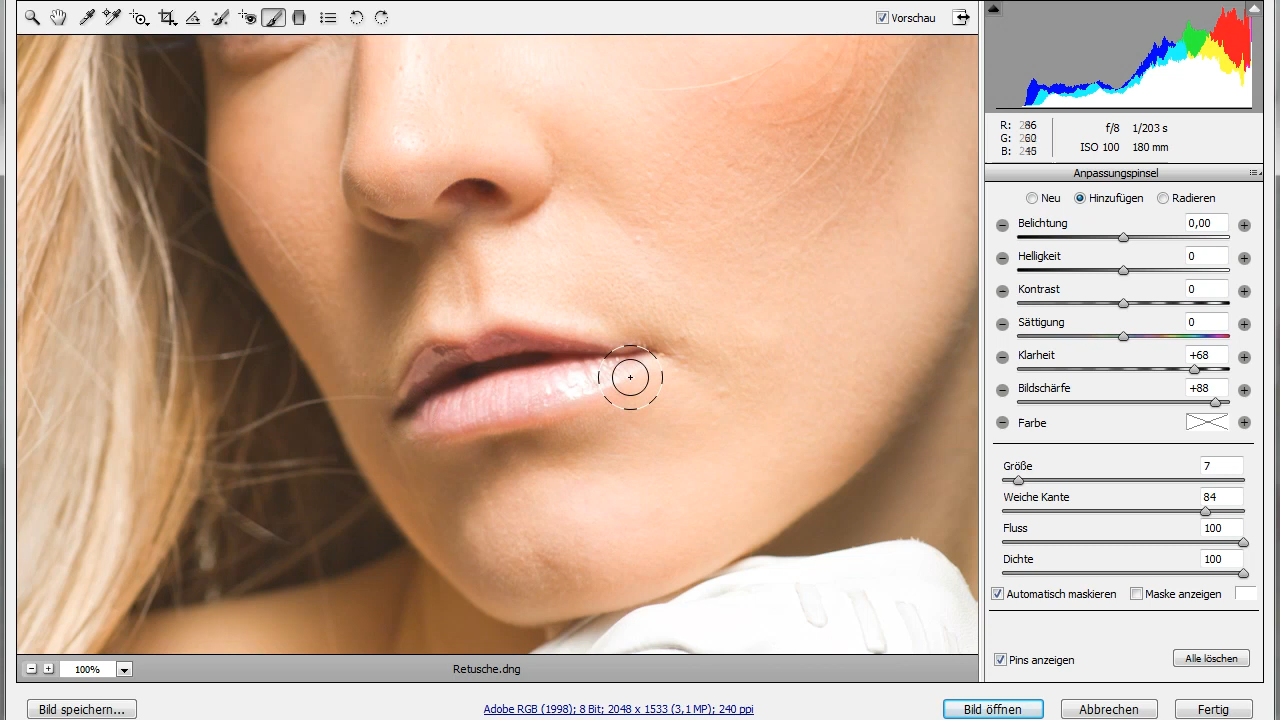 Vorschau
R: 286
G: 260
B: 245
f/8 1/203 s
ISO 100 180 mm
Anpassungspinsel
Neu Hinzufügen Radieren
Belichtung 0,00
Helligkeit 0
Kontrast 0
Sättigung 0
Klarheit +68
Bildschärfe +88
Farbe
Größe 7
Weiche Kante 84
Fluss 100
Dichte 100
Automatisch maskieren Maske anzeigen
Pins anzeigen Alle löschen
100% Retusche.dng
Bild speichern... Adobe RGB (1998); 8 Bit; 2048 x 1533 (3,1 MP); 240 ppi Bild öffnen Abbrechen Fertig